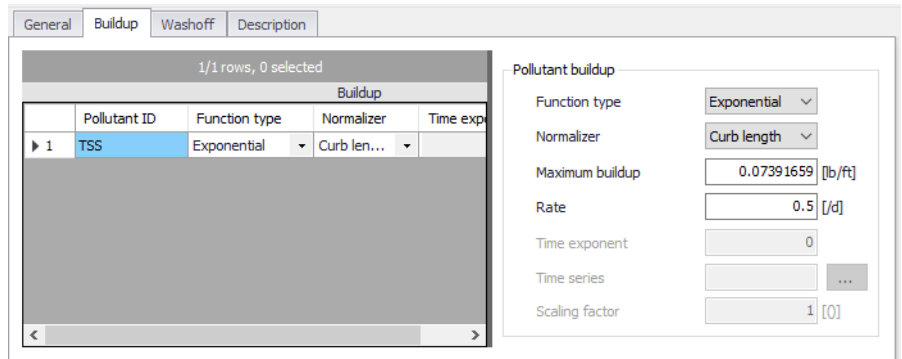 General Buildup Washoff Description
1/1 rows, 0 selected
Buildup
Pollutant ID Function type Normalizer Time expo
1 TSS Exponential Curb len...
Pollutant buildup
Function type Exponential
Normalizer Curb length
Maximum buildup 0.07391659 [lb/ft]
Rate 0.5 [/d]
Time exponent 0
Time series ...
Scaling factor 1 [()]